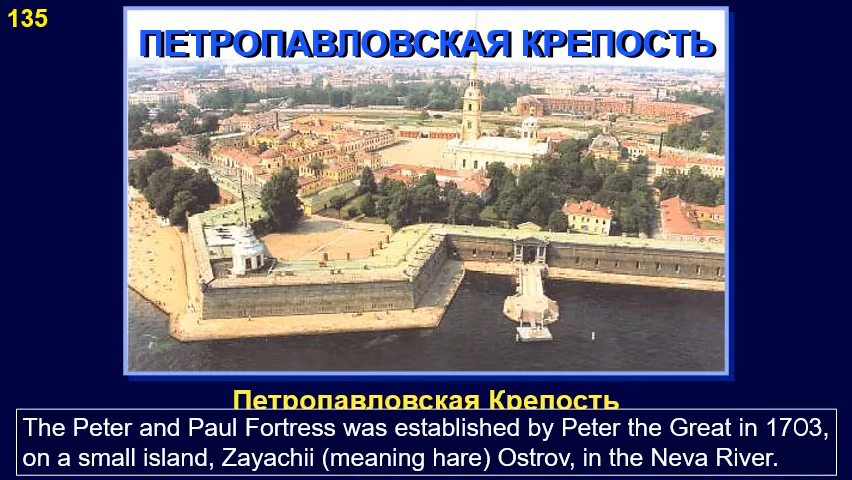 135
ПЕТРОПАВЛОВСКАЯ КРЕПОСТЬ
Петропавловская Крепость
The Peter and Paul Fortress was established by Peter the Great in 1703,
on a small island, Zayachii (meaning hare) Ostrov, in the Neva River.